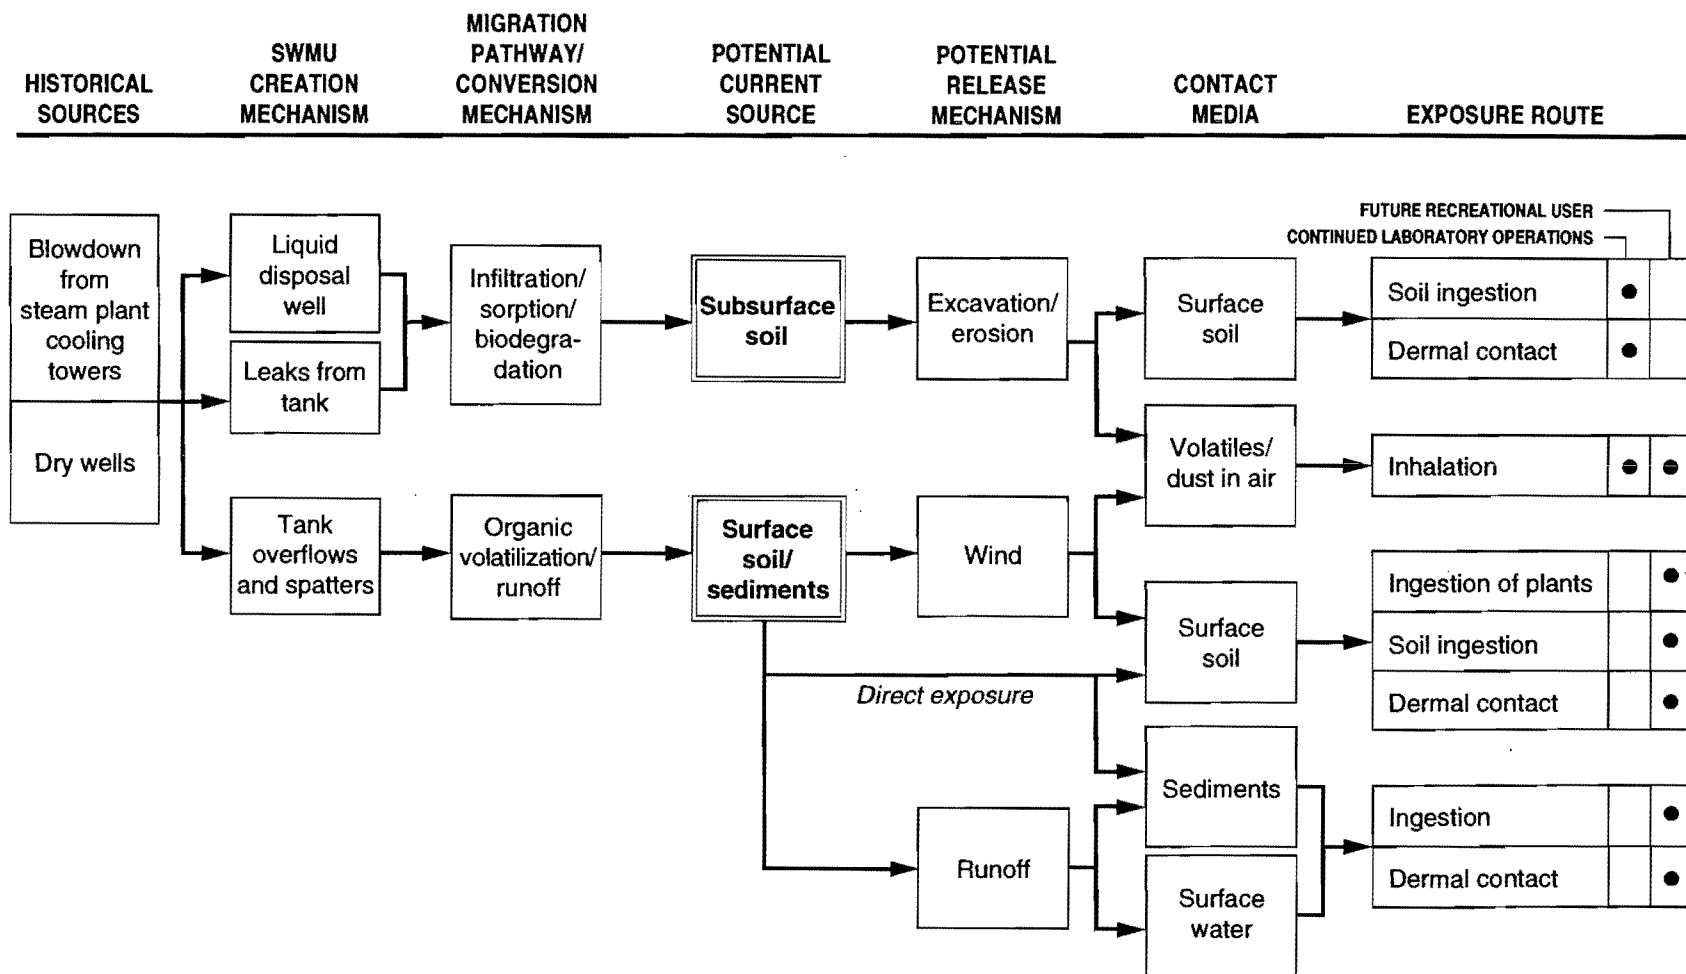 HISTORICAL
SOURCES
SWMU
CREATION
MECHANISM
MIGRATION
PATHWAY/
CONVERSION
MECHANISM
POTENTIAL
CURRENT
SOURCE
POTENTIAL
RELEASE
MECHANISM
CONTACT
MEDIA
EXPOSURE ROUTE
FUTURE RECREATIONAL USER
CONTINUED LABORATORY OPERATIONS
Blowdown
from
steam plant
cooling
towers
Dry wells
Liquid
disposal
well
Leaks from
tank
Tank
overflows
and spatters
Infiltration/
sorption/
biodegra-
dation
Organic
volatilization/
runoff
Subsurface
soil
Surface
soil/
sediments
Excavation/
erosion
Wind
Direct exposure
Runoff
Surface
soil
Volatiles/
dust in air
Surface
soil
Sediments
Surface
water
Soil ingestion
Dermal contact
Inhalation
Ingestion of plants
Soil ingestion
Dermal contact
Ingestion
Dermal contact